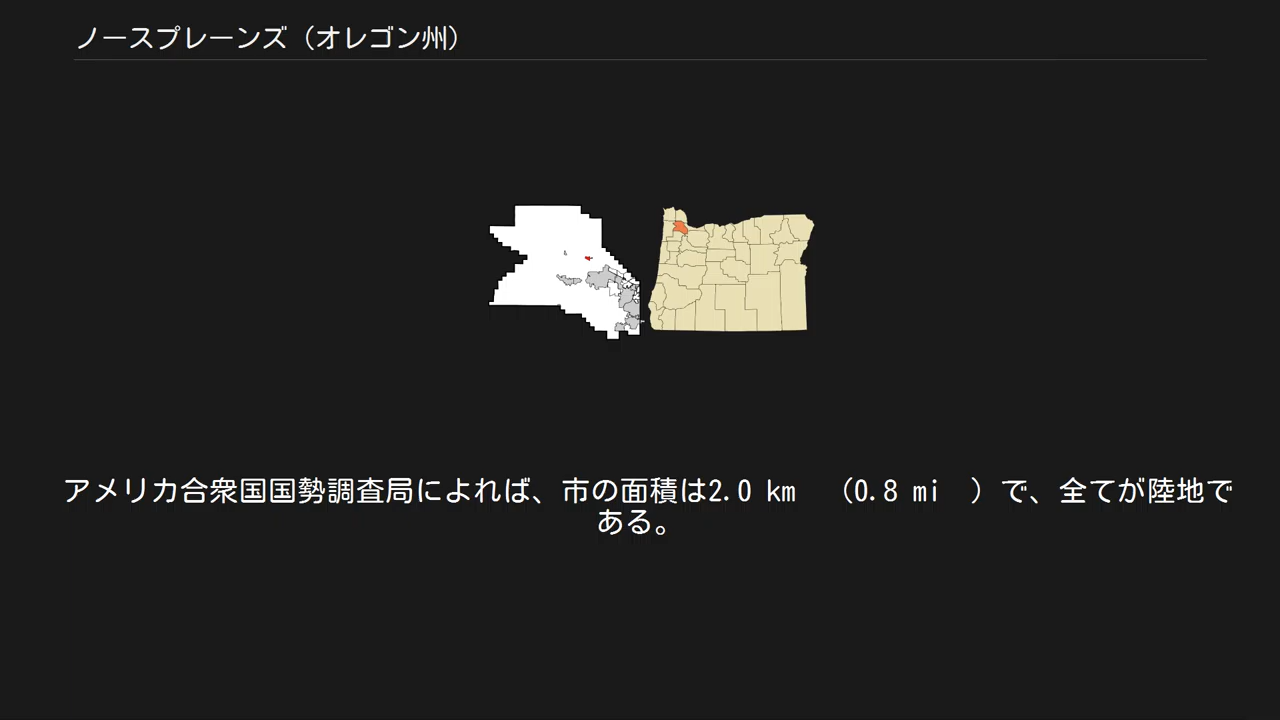 ノースプレーンズ（オレゴン州）
アメリカ合衆国国勢調査局によれば、市の面積は2.0 km　（0.8 mi　）で、全てが陸地で
ある。